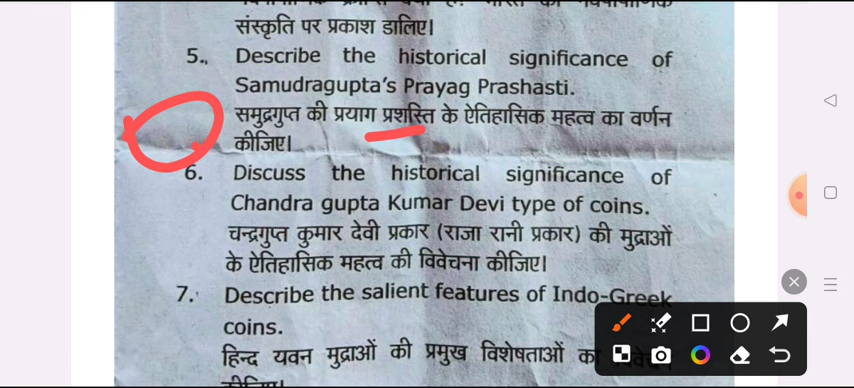 संस्कृति पर प्रकाश डालिए।
5. Describe the historical significance of
Samudragupta's Prayag Prashasti.
समुद्रगुप्त की प्रयाग प्रशस्ति के ऐतिहासिक महत्व का वर्णन
कीजिए।
6. Discuss the historical significance of
Chandra gupta Kumar Devi type of coins.
चन्द्रगुप्त कुमार देवी प्रकार (राजा रानी प्रकार) की मुद्राओं
के ऐतिहासिक महत्व की विवेचना कीजिए।
7. Describe the salient features of Indo-Greek
coins.
हिन्द यवन मुद्राओं की प्रमुख विशेषताओं का